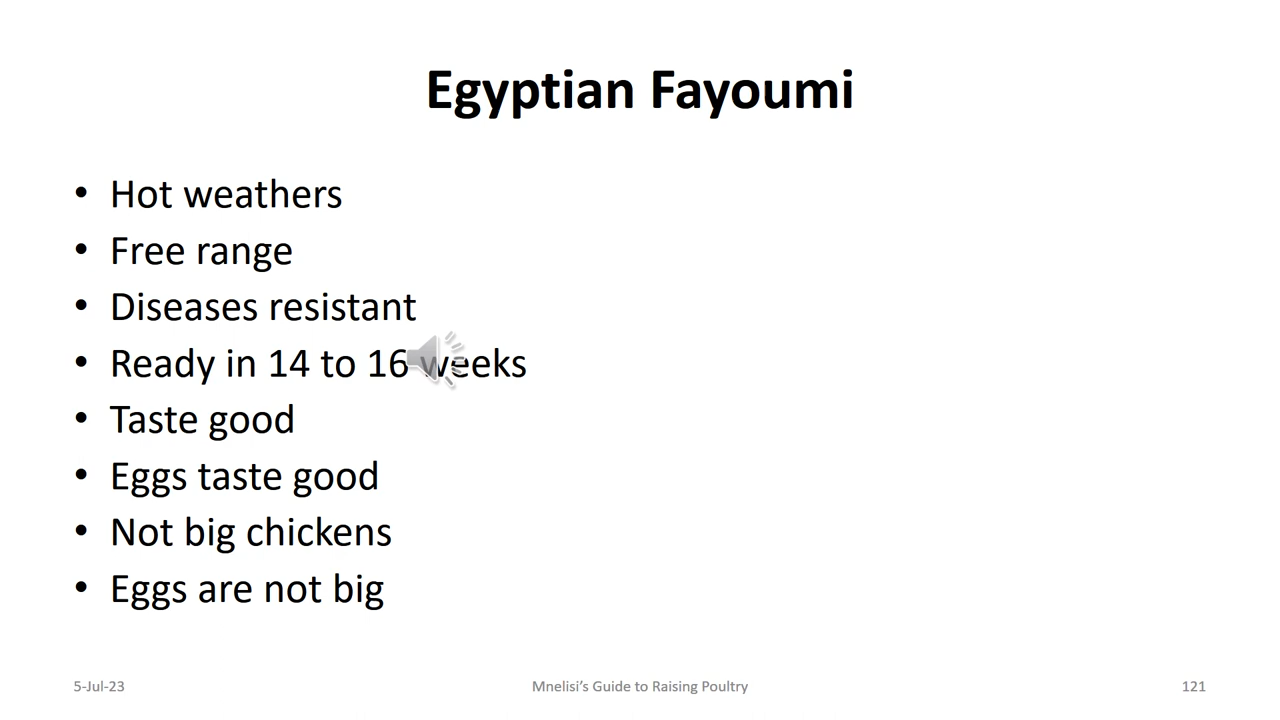 Egyptian Fayoumi
• Hot weathers
• Free range
• Diseases resistant
• Ready in 14 to 16 weeks
• Taste good
• Eggs taste good
• Not big chickens
• Eggs are not big
5-Jul-23
Mnelisi’s Guide to Raising Poultry
121